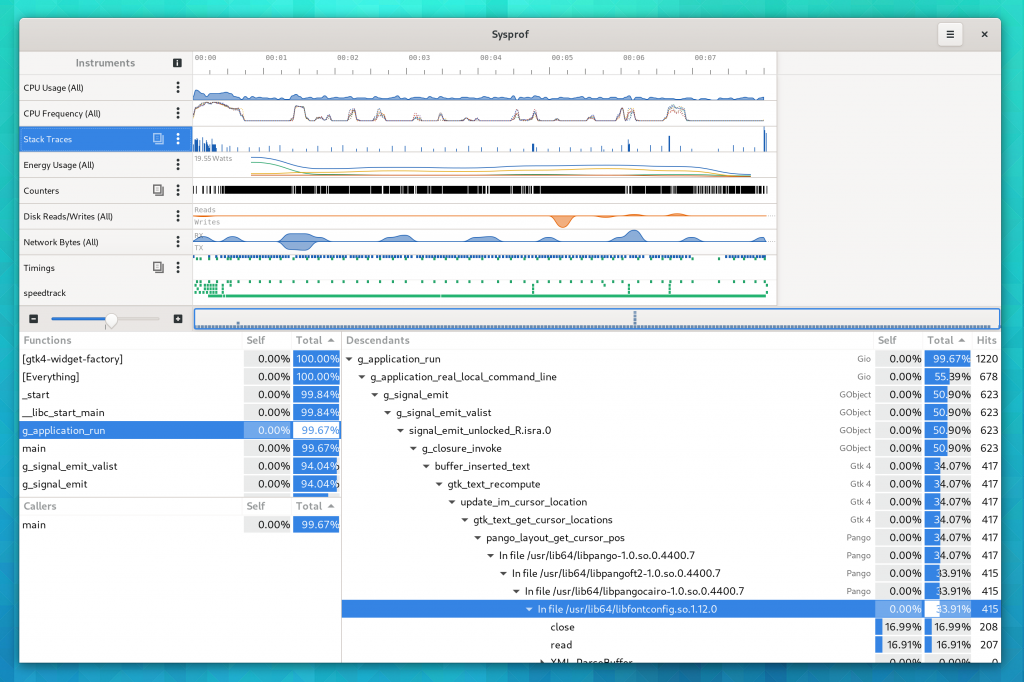 Sysprof
Instruments
00:00 00:01 00:02 00:03 00:04 00:05 00:06 00:07
CPU Usage (All)
CPU Frequency (All)
Stack Traces
Energy Usage (All) 19.55 Watts
Counters
Disk Reads/Writes (All) Reads
Writes
Network Bytes (All) RX
TX
Timings
speedtrack
Functions Self Total
[gtk4-widget-factory] 0.00% 100.00%
[Everything] 0.00% 100.00%
_start 0.00% 99.84%
__libc_start_main 0.00% 99.84%
g_application_run 0.00% 99.67%
main 0.00% 99.67%
g_signal_emit_valist 0.00% 94.04%
g_signal_emit 0.00% 94.04%
Callers Self Total
main 0.00% 99.67%
Descendants Self Total Hits
g_application_run Gio 0.00% 99.67% 1220
g_application_real_local_command_line Gio 0.00% 55.39% 678
g_signal_emit GObject 0.00% 50.90% 623
g_signal_emit_valist GObject 0.00% 50.90% 623
signal_emit_unlocked_R.isra.0 GObject 0.00% 50.90% 623
g_closure_invoke GObject 0.00% 50.90% 623
buffer_inserted_text Gtk 4 0.00% 34.07% 417
gtk_text_recompute Gtk 4 0.00% 34.07% 417
update_im_cursor_location Gtk 4 0.00% 34.07% 417
gtk_text_get_cursor_locations Gtk 4 0.00% 34.07% 417
pango_layout_get_cursor_pos Pango 0.00% 34.07% 417
In file /usr/lib64/libpango-1.0.so.0.4400.7 Pango 0.00% 34.07% 417
In file /usr/lib64/libpangoft2-1.0.so.0.4400.7 Pango 0.00% 33.91% 415
In file /usr/lib64/libpangocairo-1.0.so.0.4400.7 Pango 0.00% 33.91% 415
In file /usr/lib64/libfontconfig.so.1.12.0 0.00% 33.91% 415
close 16.99% 16.99% 208
read 16.91% 16.91% 207
XML_ParseBuffer 0.00% 0.00% 0